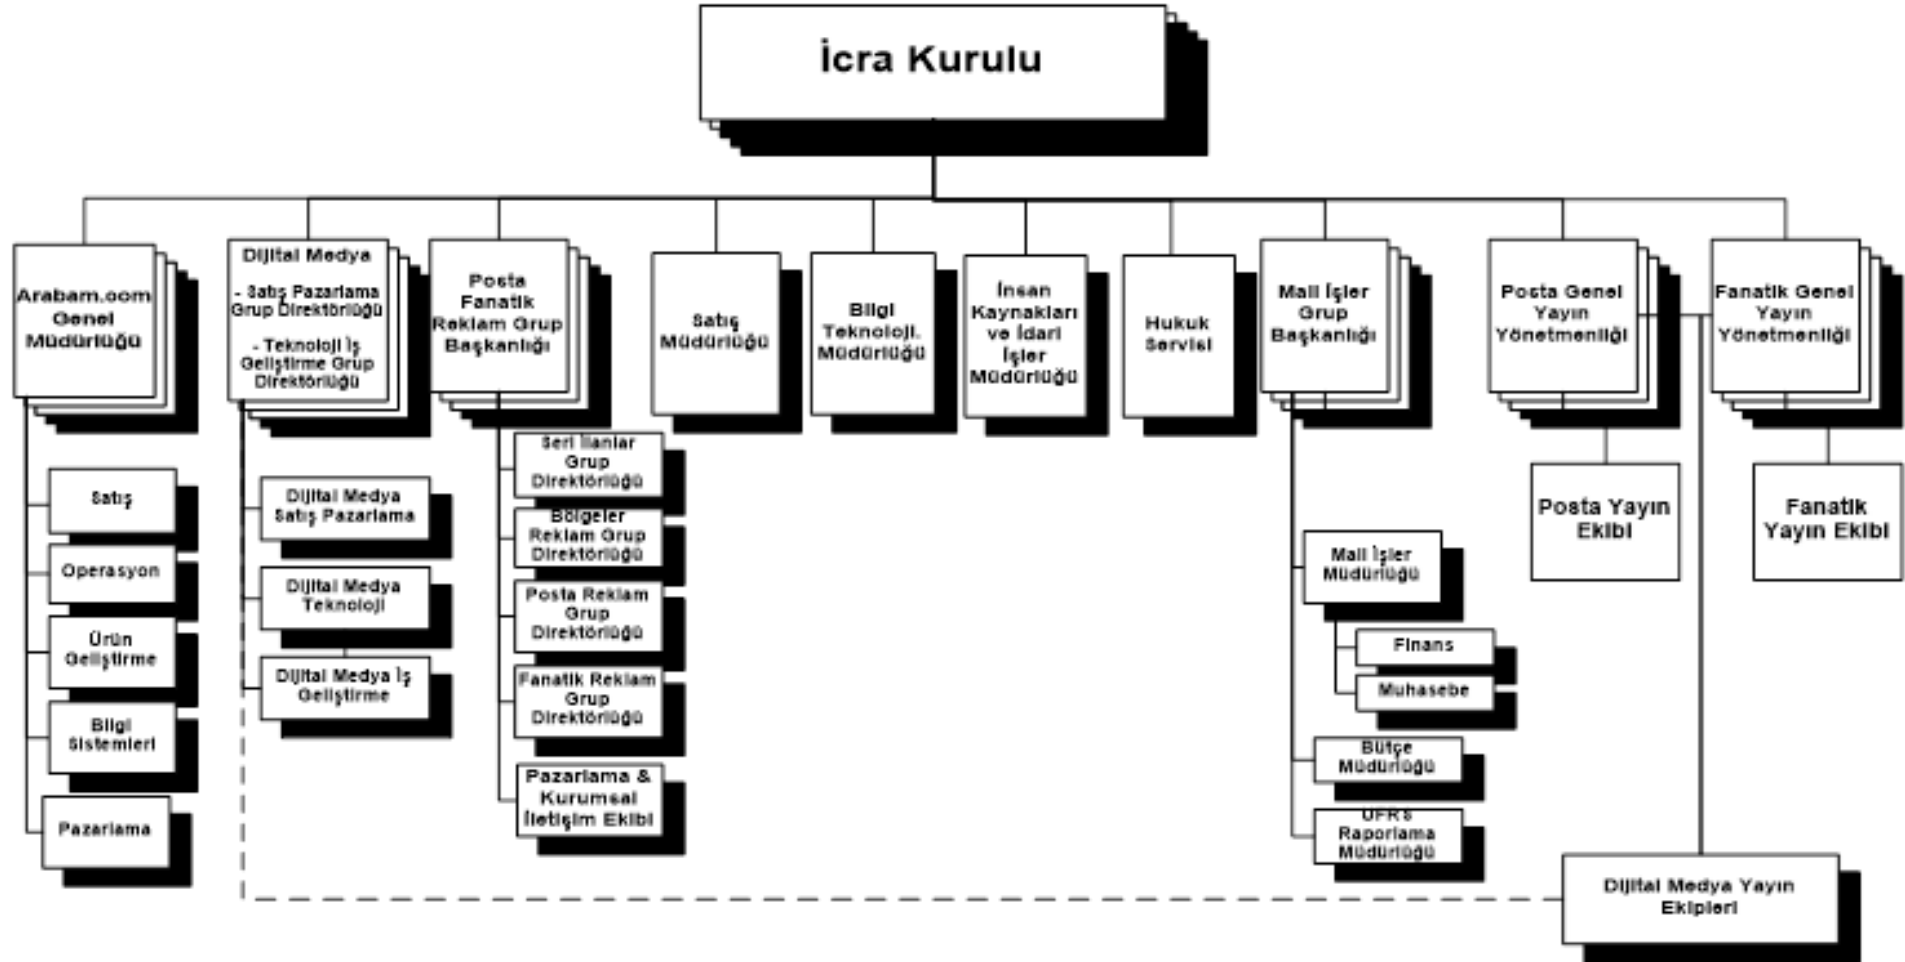 İcra Kurulu
Arabam.com
Genel
Müdürlüğü
Dijital Medya
- Satış Pazarlama
Grup Direktörlüğü
- Teknoloji İş
Geliştirme Grup
Direktörlüğü
Posta
Fanatik
Reklam Grup
Başkanlığı
Satış
Müdürlüğü
Bilgi
Teknoloji.
Müdürlüğü
İnsan
Kaynakları
ve İdari
İşler
Müdürlüğü
Hukuk
Servisi
Mali İşler
Grup
Başkanlığı
Posta Genel
Yayın
Yönetmenliği
Fanatik Genel
Yayın
Yönetmenliği
Satış
Operasyon
Ürün
Geliştirme
Bilgi
Sistemleri
Pazarlama
Dijital Medya
Satış Pazarlama
Dijital Medya
Teknoloji
Dijital Medya İş
Geliştirme
Seri İlanlar
Grup
Direktörlüğü
Bölgeler
Reklam Grup
Direktörlüğü
Posta Reklam
Grup
Direktörlüğü
Fanatik Reklam
Grup
Direktörlüğü
Pazarlama &
Kurumsal
İletişim Ekibi
Mali İşler
Müdürlüğü
Finans
Muhasebe
Bütçe
Müdürlüğü
UFRS
Raporlama
Müdürlüğü
Posta Yayın
Ekibi
Fanatik
Yayın Ekibi
Dijital Medya Yayın
Ekipleri